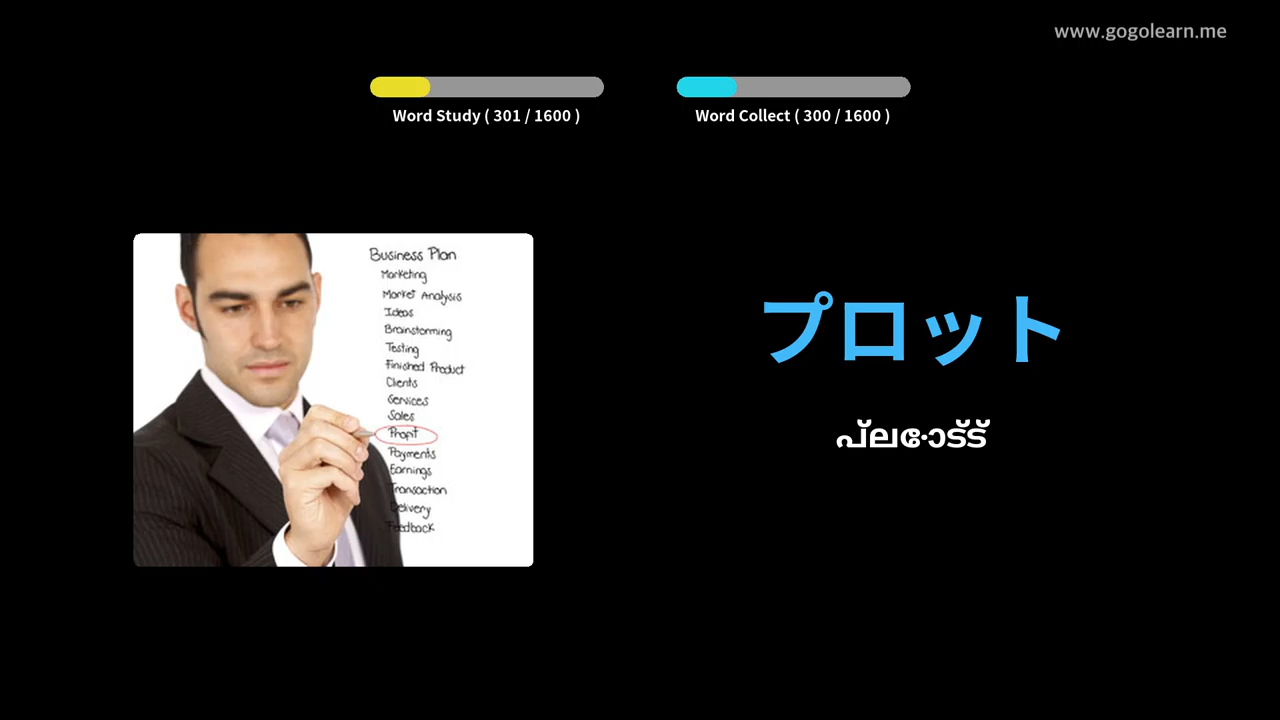 www.gogolearn.me
Word Study ( 301 / 1600 )
Word Collect ( 300 / 1600 )
Business Plan
Marketing
Market Analysis
Ideas
Brainstorming
Testing
Finished Product
Clients
Services
Sales
Profit
Payments
Earnings
Transaction
Delivery
Feedback
プロット
പ്ലോട്ട്